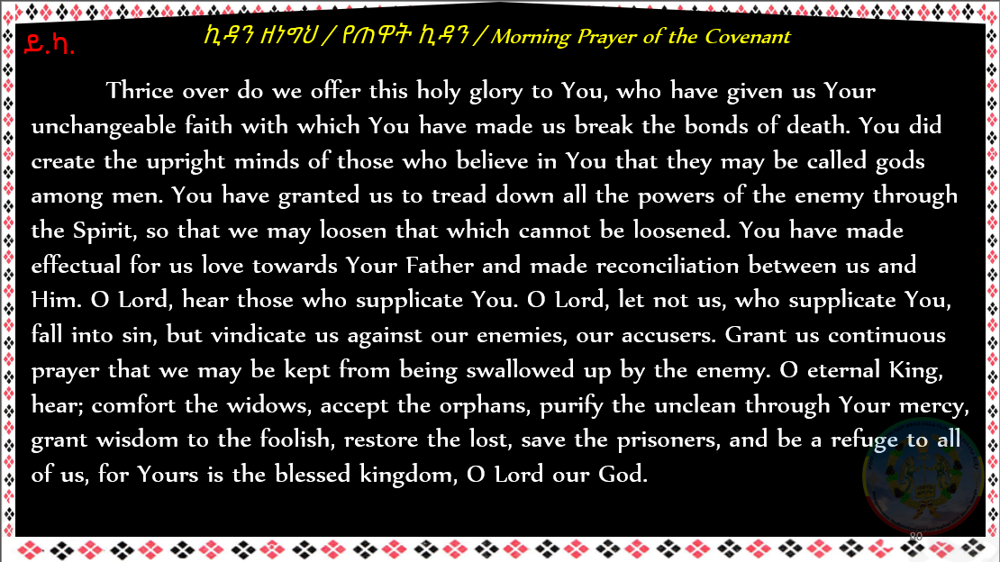 ኪዳን ዘነግህ / የጠዋት ኪዳን / Morning Prayer of the Covenant
ይ.ካ.
Thrice over do we offer this holy glory to You, who have given us Your
unchangeable faith with which You have made us break the bonds of death. You did
create the upright minds of those who believe in You that they may be called gods
among men. You have granted us to tread down all the powers of the enemy through
the Spirit, so that we may loosen that which cannot be loosened. You have made
effectual for us love towards Your Father and made reconciliation between us and
Him. O Lord, hear those who supplicate You. O Lord, let not us, who supplicate You,
fall into sin, but vindicate us against our enemies, our accusers. Grant us continuous
prayer that we may be kept from being swallowed up by the enemy. O eternal King,
hear; comfort the widows, accept the orphans, purify the unclean through Your mercy,
grant wisdom to the foolish, restore the lost, save the prisoners, and be a refuge to all
of us, for Yours is the blessed kingdom, O Lord our God.
80